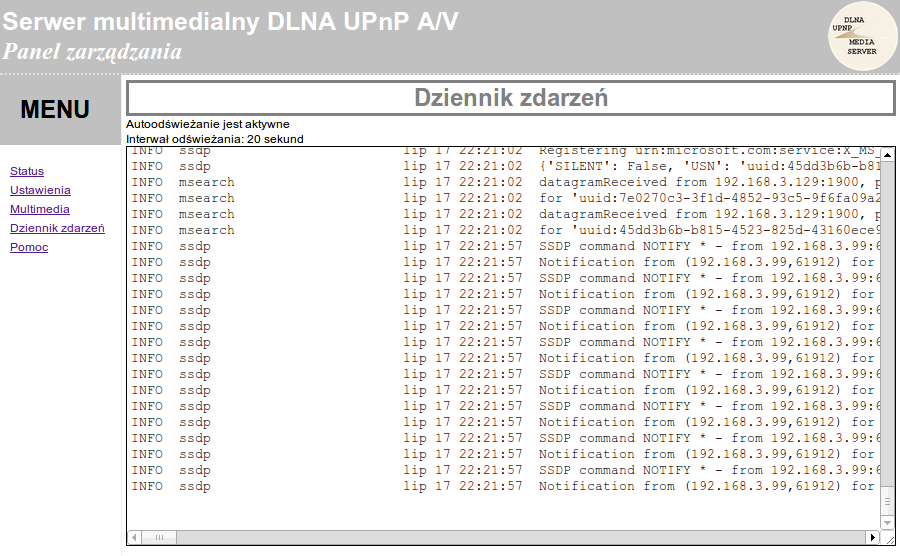 Serwer multimedialny DLNA UPnP A/V
Panel zarządzania
DLNA
UPNP
MEDIA
SERVER
MENU
Status
Ustawienia
Multimedia
Dziennik zdarzeń
Pomoc
Dziennik zdarzeń
Autoodświeżanie jest aktywne
Interwał odświeżania: 20 sekund
INFO ssdp lip 17 22:21:02 Registering urn:microsoft.com:service:X_MS_
INFO ssdp lip 17 22:21:02 {'SILENT': False, 'USN': 'uuid:45dd3b6b-b81
INFO msearch lip 17 22:21:02 datagramReceived from 192.168.3.129:1900, p
INFO msearch lip 17 22:21:02 for 'uuid:7e0270c3-3f1d-4852-93c5-9f6fa09a2
INFO msearch lip 17 22:21:02 datagramReceived from 192.168.3.129:1900, p
INFO msearch lip 17 22:21:02 for 'uuid:45dd3b6b-b815-4523-825d-43160ece9
INFO ssdp lip 17 22:21:57 SSDP command NOTIFY * - from 192.168.3.99:6
INFO ssdp lip 17 22:21:57 Notification from (192.168.3.99,61912) for
INFO ssdp lip 17 22:21:57 SSDP command NOTIFY * - from 192.168.3.99:6
INFO ssdp lip 17 22:21:57 Notification from (192.168.3.99,61912) for
INFO ssdp lip 17 22:21:57 SSDP command NOTIFY * - from 192.168.3.99:6
INFO ssdp lip 17 22:21:57 Notification from (192.168.3.99,61912) for
INFO ssdp lip 17 22:21:57 SSDP command NOTIFY * - from 192.168.3.99:6
INFO ssdp lip 17 22:21:57 Notification from (192.168.3.99,61912) for
INFO ssdp lip 17 22:21:57 SSDP command NOTIFY * - from 192.168.3.99:6
INFO ssdp lip 17 22:21:57 Notification from (192.168.3.99,61912) for
INFO ssdp lip 17 22:21:57 SSDP command NOTIFY * - from 192.168.3.99:6
INFO ssdp lip 17 22:21:57 Notification from (192.168.3.99,61912) for
INFO ssdp lip 17 22:21:57 SSDP command NOTIFY * - from 192.168.3.99:6
INFO ssdp lip 17 22:21:57 Notification from (192.168.3.99,61912) for
INFO ssdp lip 17 22:21:57 SSDP command NOTIFY * - from 192.168.3.99:6
INFO ssdp lip 17 22:21:57 Notification from (192.168.3.99,61912) for